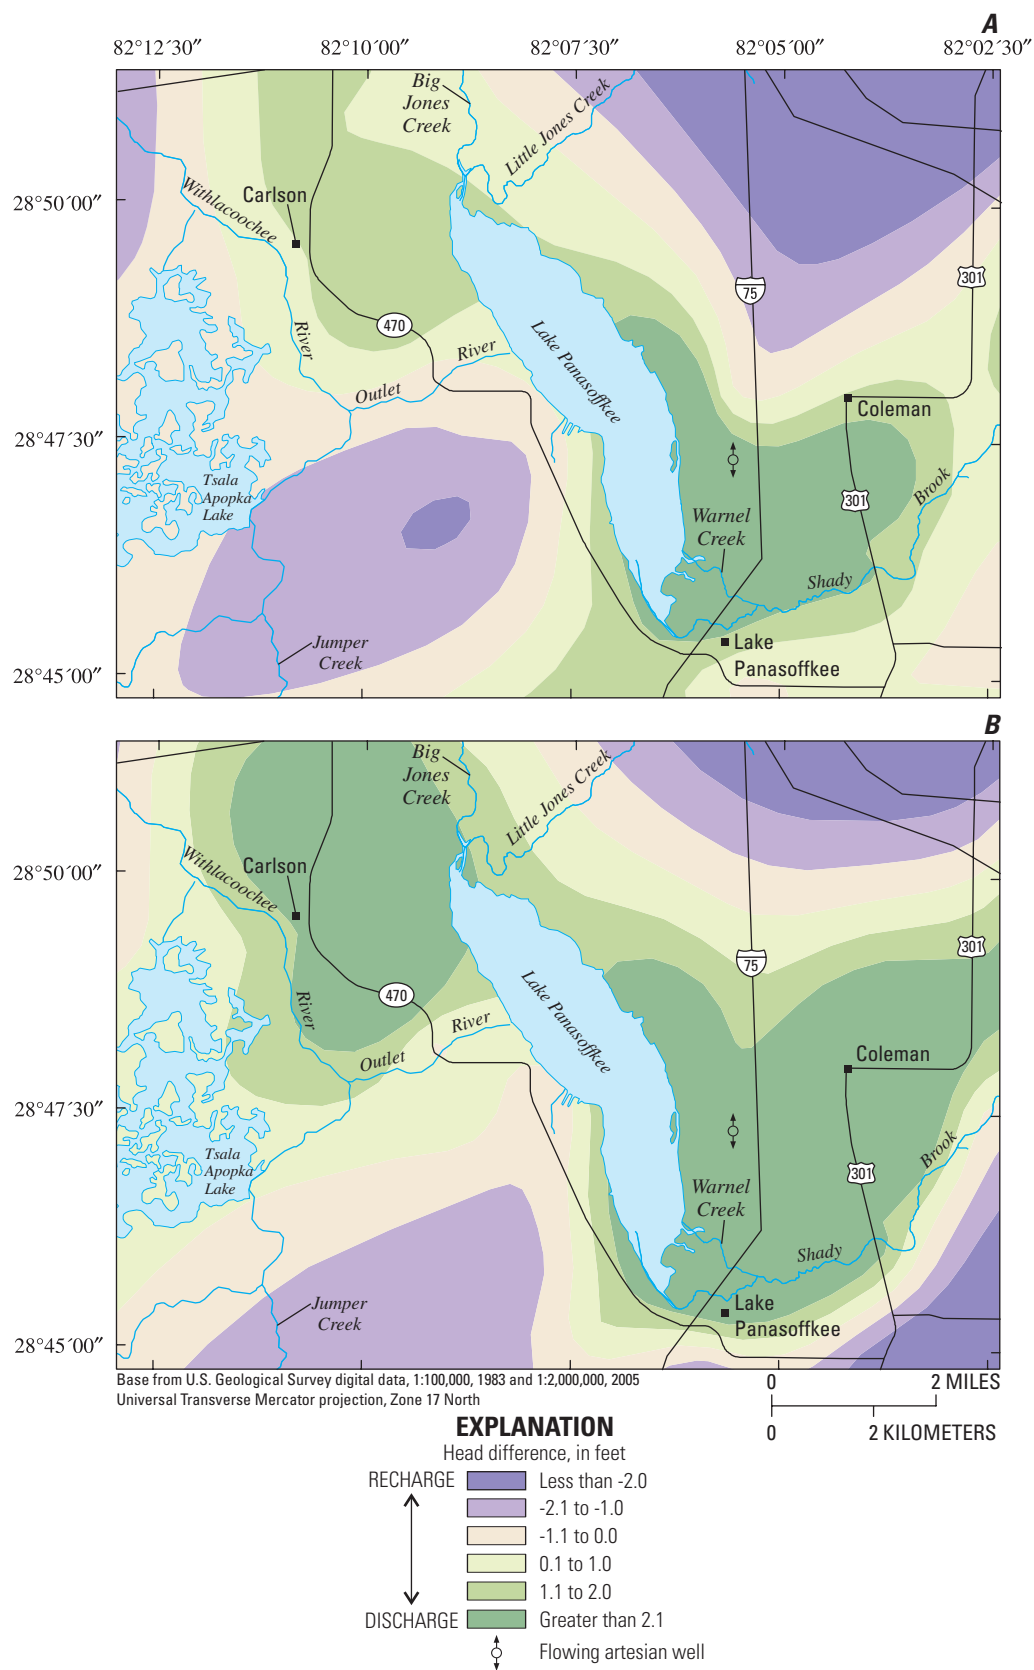 A
82°12´30˝ 82°10´00˝ 82°07´30˝ 82°05´00˝ 82°02´30˝
Big
Jones
Creek
Little Jones Creek
28°50´00˝
Withlacoochee
Carlson
301
75
470
River
River
Lake Panasoffkee
Outlet
Coleman
28°47´30˝
Tsala
Apopka
Lake
Brook
301
Warnel
Creek
Shady
Jumper
Creek
Lake
Panasoffkee
28°45´00˝
B
Big
Jones
Creek
Little Jones Creek
28°50´00˝
Withlacoochee
Carlson
301
75
470
River
River
Lake Panasoffkee
Outlet
Coleman
28°47´30˝
Tsala
Apopka
Lake
Brook
301
Warnel
Creek
Shady
Jumper
Creek
Lake
Panasoffkee
28°45´00˝
Base from U.S. Geological Survey digital data, 1:100,000, 1983 and 1:2,000,000, 2005
Universal Transverse Mercator projection, Zone 17 North
0 2 MILES
0 2 KILOMETERS
EXPLANATION
Head difference, in feet
RECHARGE Less than -2.0
-2.1 to -1.0
-1.1 to 0.0
0.1 to 1.0
1.1 to 2.0
DISCHARGE Greater than 2.1
Flowing artesian well